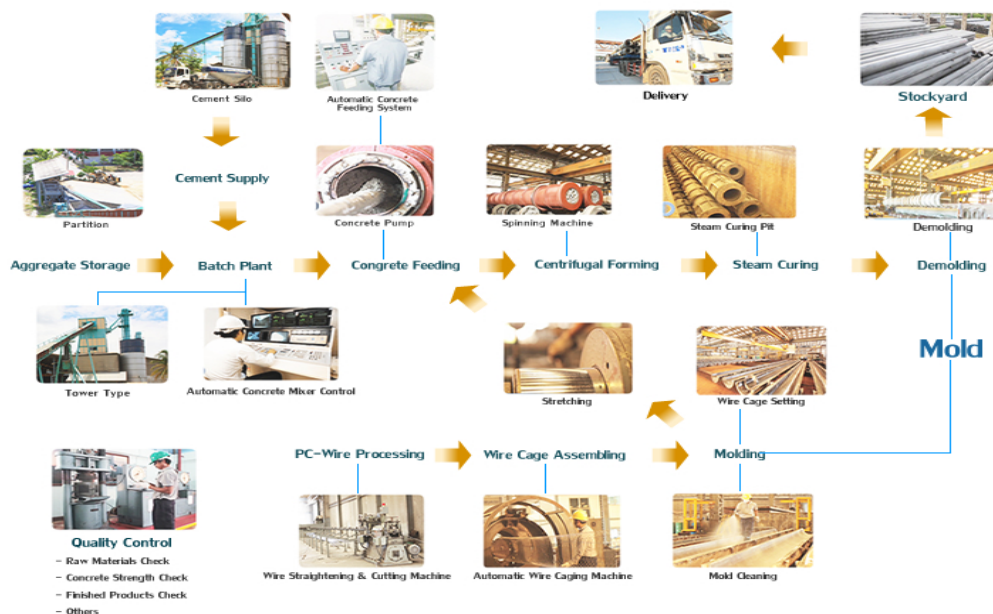 Cement Silo
Automatic Concrete
Feeding System
Delivery
Stockyard
Cement Supply
Partition
Concrete Pump
Spinning Machine
Steam Curing Pit
Demolding
Aggregate Storage
Batch Plant
Congrete Feeding
Centrifugal Forming
Steam Curing
Demolding
Mold
Tower Type
Automatic Concrete Mixer Control
Stretching
Wire Cage Setting
PC-Wire Processing
Wire Cage Assembling
Molding
Quality Control
- Raw Materials Check
- Concrete Strength Check
- Finished Products Check
- Others
Wire Straightening & Cutting Machine
Automatic Wire Caging Machine
Mold Cleaning